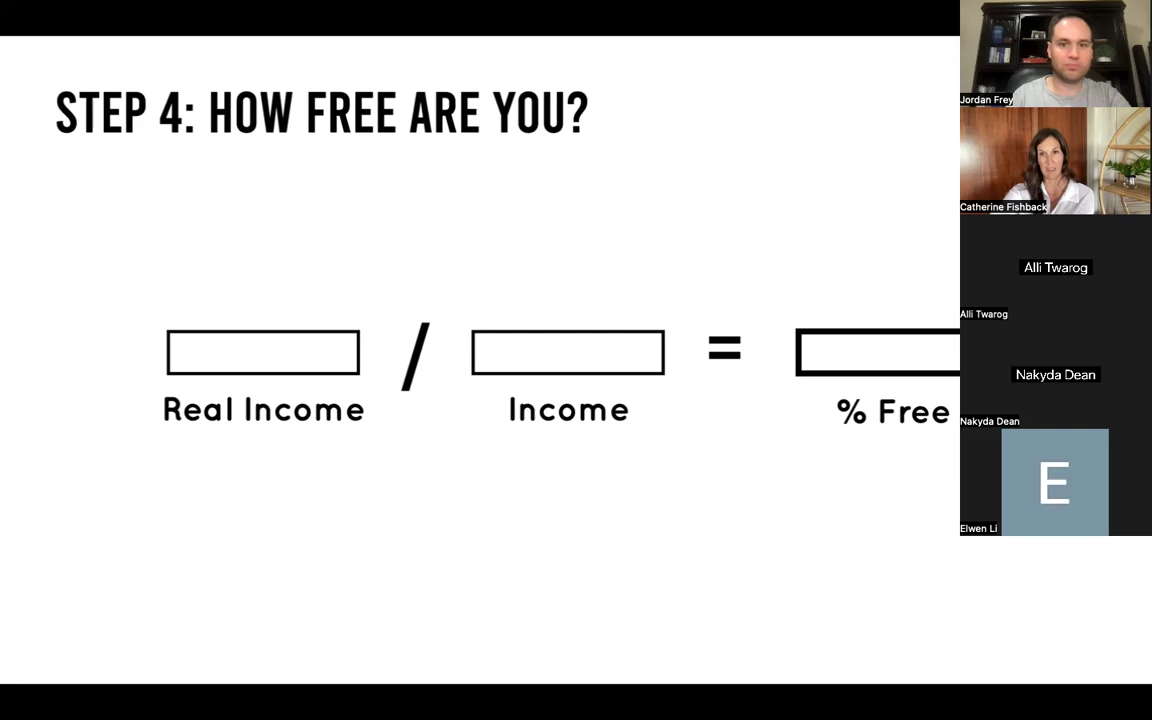 STEP 4: HOW FREE ARE YOU?
/ =
Real Income Income % Free
Jordan Frey
Catherine Fishback
Alli Twarog
Alli Twarog
Nakyda Dean
Nakyda Dean
E
Elwen Li